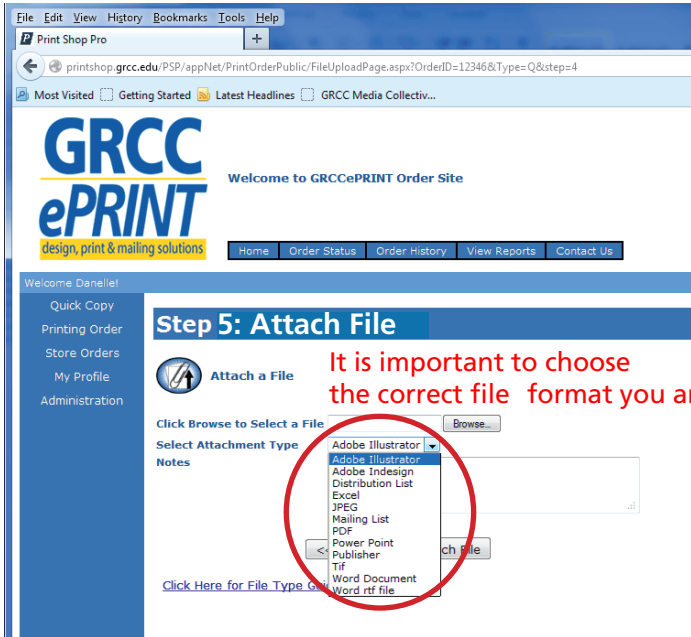 File Edit View History Bookmarks Tools Help
Print Shop Pro
printshop.grcc.edu/PSP/appNet/PrintOrderPublic/FileUploadPage.aspx?OrderID=12346&Type=Q&step=4
Most Visited Getting Started Latest Headlines GRCC Media Collectiv...
GRCC
ePRINT
design, print & mailing solutions
Welcome to GRCCePRINT Order Site
Home Order Status Order History View Reports Contact Us
Welcome Danelle!
Quick Copy
Printing Order
Store Orders
My Profile
Administration
Step 5: Attach File
Attach a File
It is important to choose
the correct file format you
Click Browse to Select a File Browse...
Select Attachment Type Adobe Illustrator
Notes
Adobe Illustrator
Adobe Indesign
Distribution List
Excel
JPEG
Mailing List
PDF
Power Point
Publisher
Tif
Word Document
Word rtf file
<< ch File
Click Here for File Type